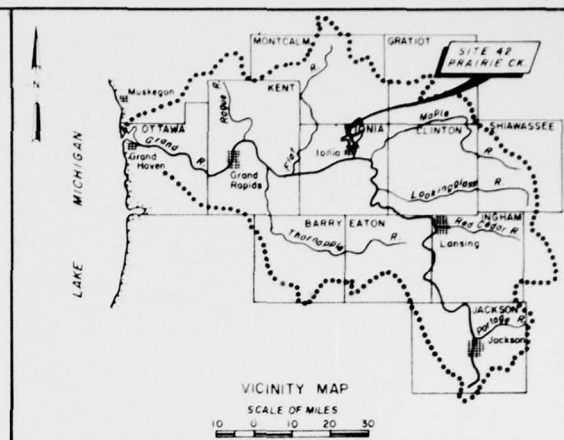 MONTCALM
GRATIOT
SITE 42
PRAIRIE CK.
Muskegon
KENT
R.
Rogue R.
OTTAWA
Grand R.
Grand Haven
Grand Rapids
Flat
IONIA
Ionia
Maple R.
CLINTON
SHIAWASSEE
Lookingglass R.
LAKE MICHIGAN
BARRY
EATON
Thornapple R.
INGHAM
Red Cedar R.
Lansing
JACKSON
Portage R.
Jackson
VICINITY MAP
SCALE OF MILES
10 0 10 20 30